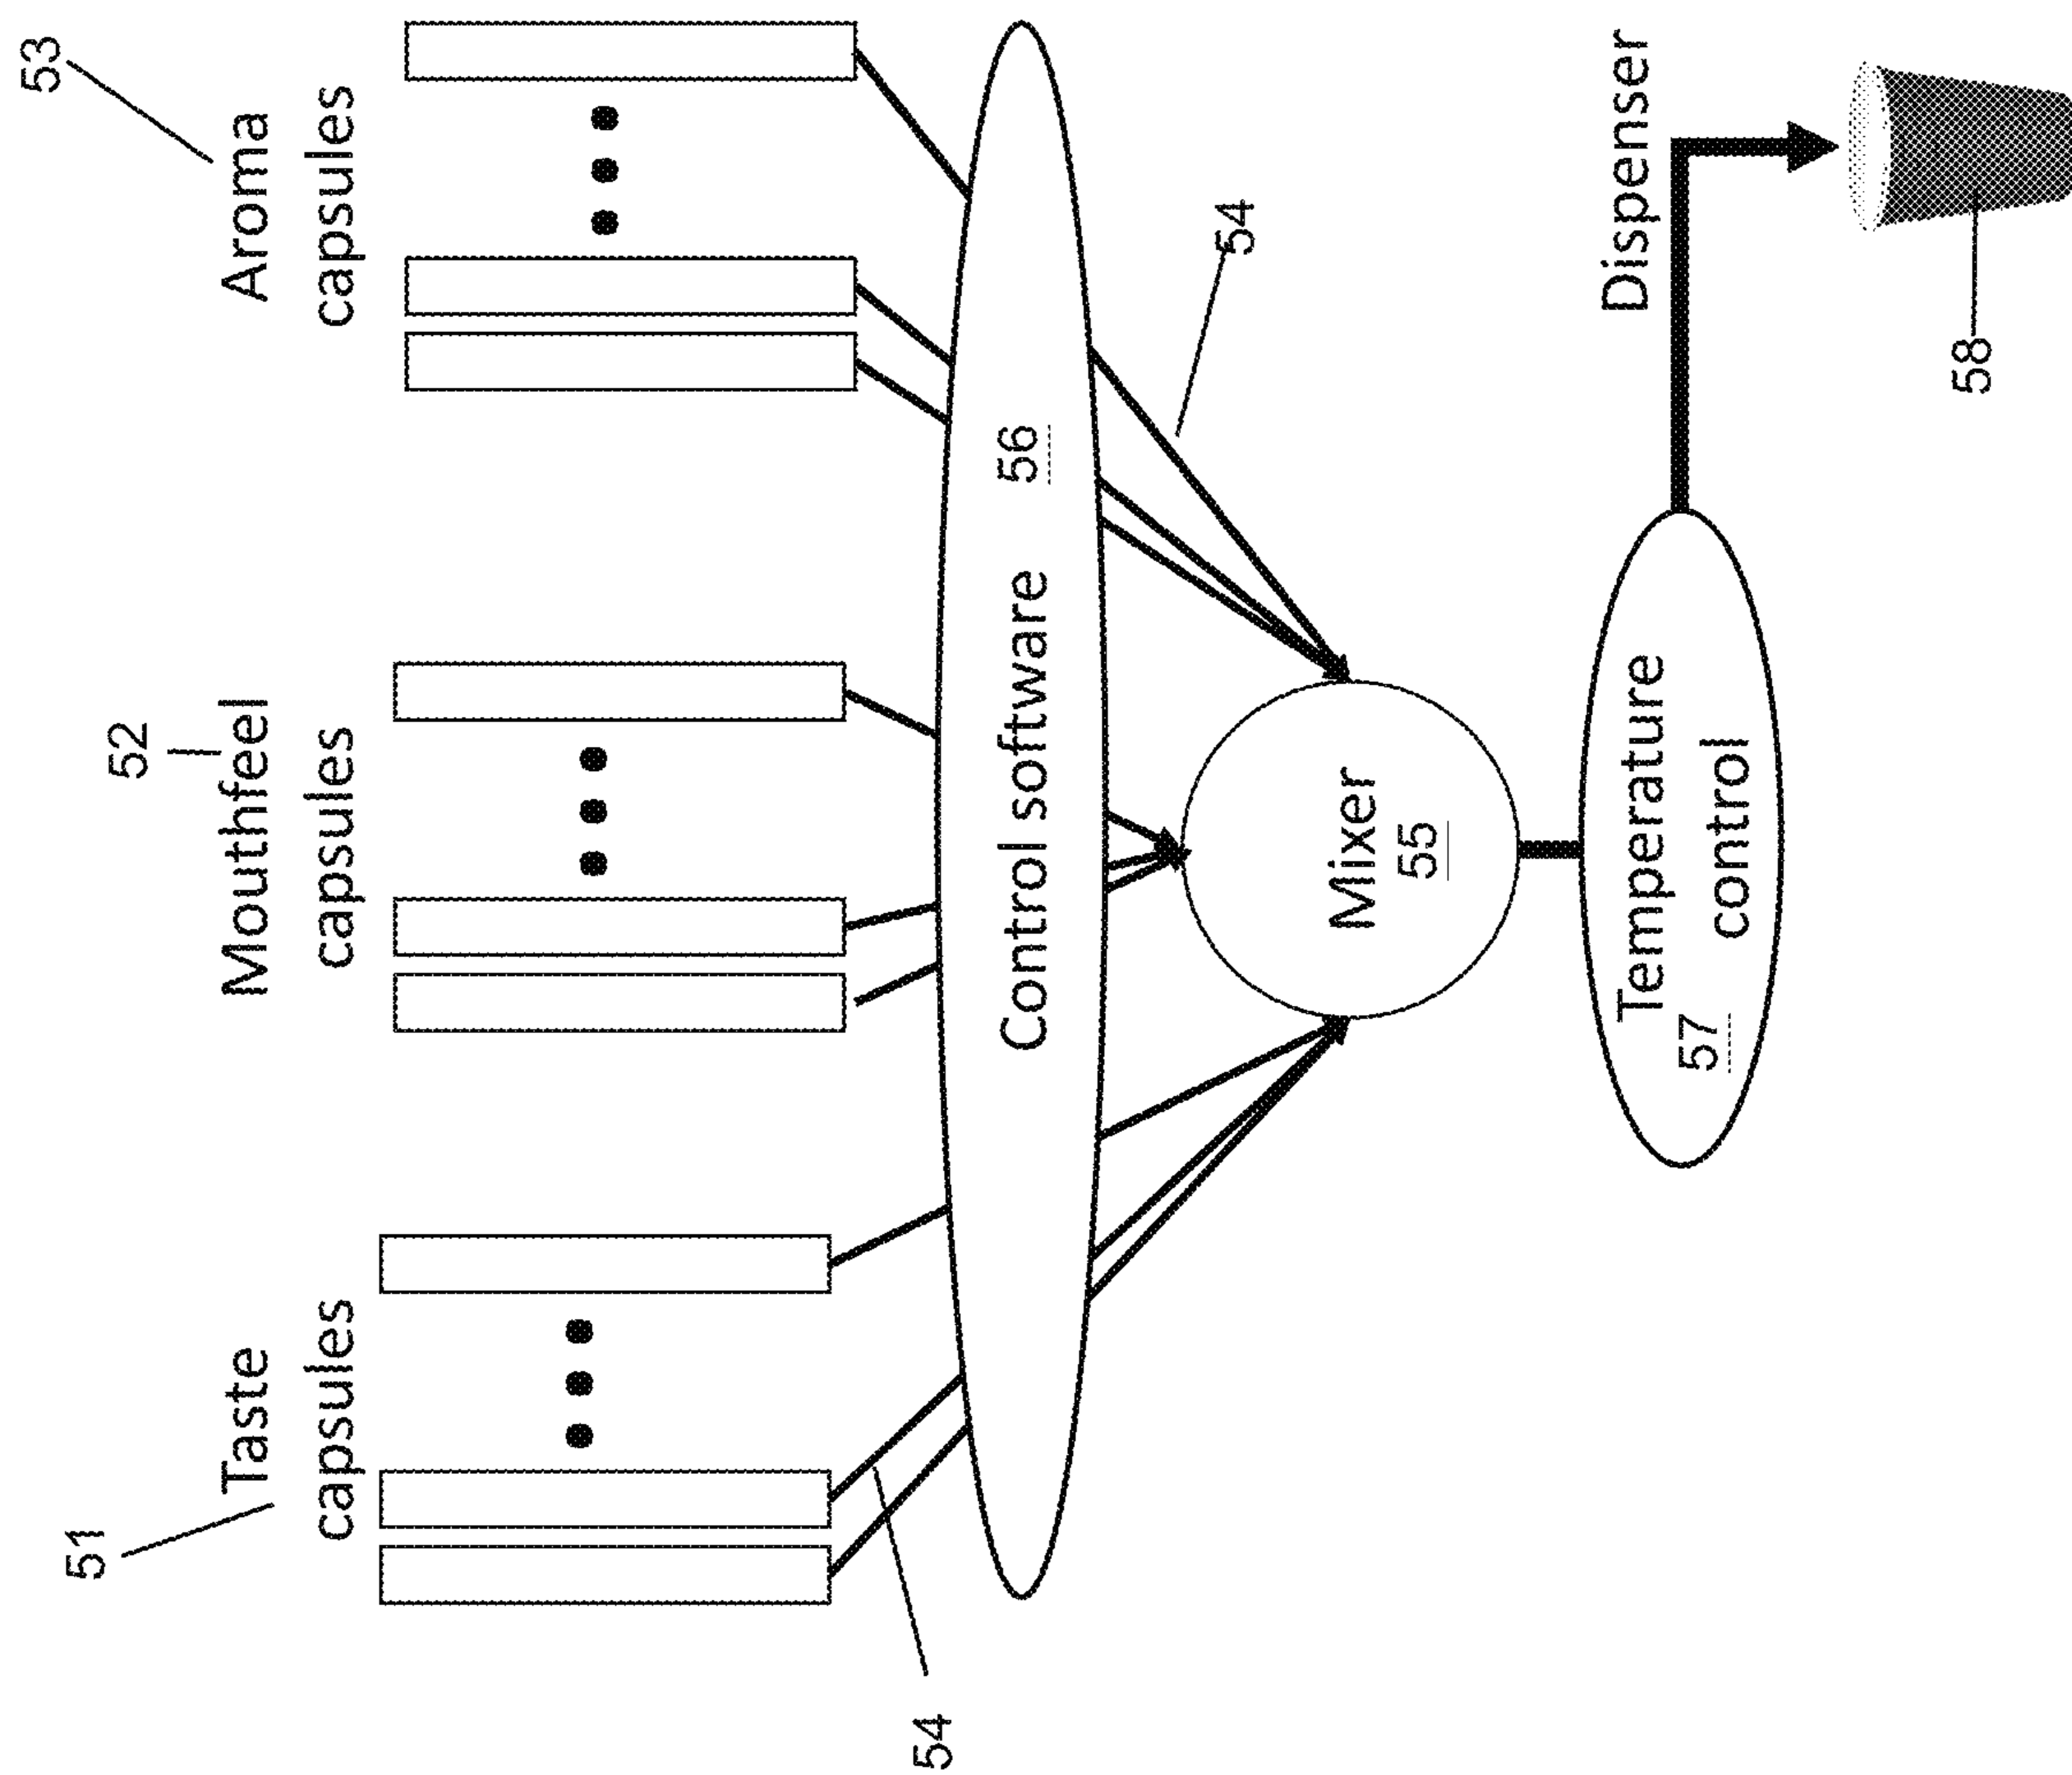 51
52
53
Taste
capsules
Mouthfeel
capsules
Aroma
capsules
54
Control software 56
54
Mixer
55
Dispenser
Temperature
57 control
58